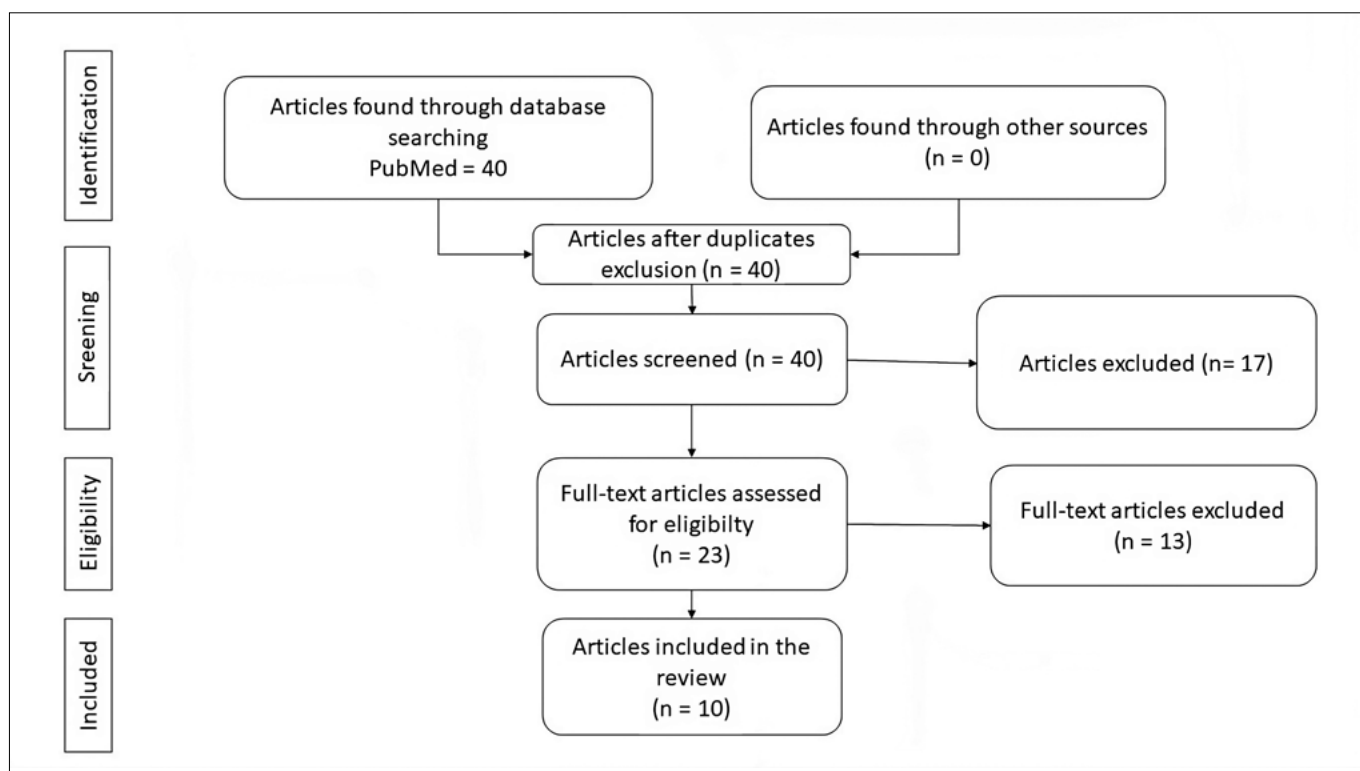 Identification
Articles found through database
searching
PubMed = 40
Articles found through other sources
(n = 0)
Articles after duplicates
exclusion (n = 40)
Sreening
Articles screened (n = 40)
Articles excluded (n= 17)
Eligibility
Full-text articles assessed
for eligibilty
(n = 23)
Full-text articles excluded
(n = 13)
Included
Articles included in the
review
(n = 10)